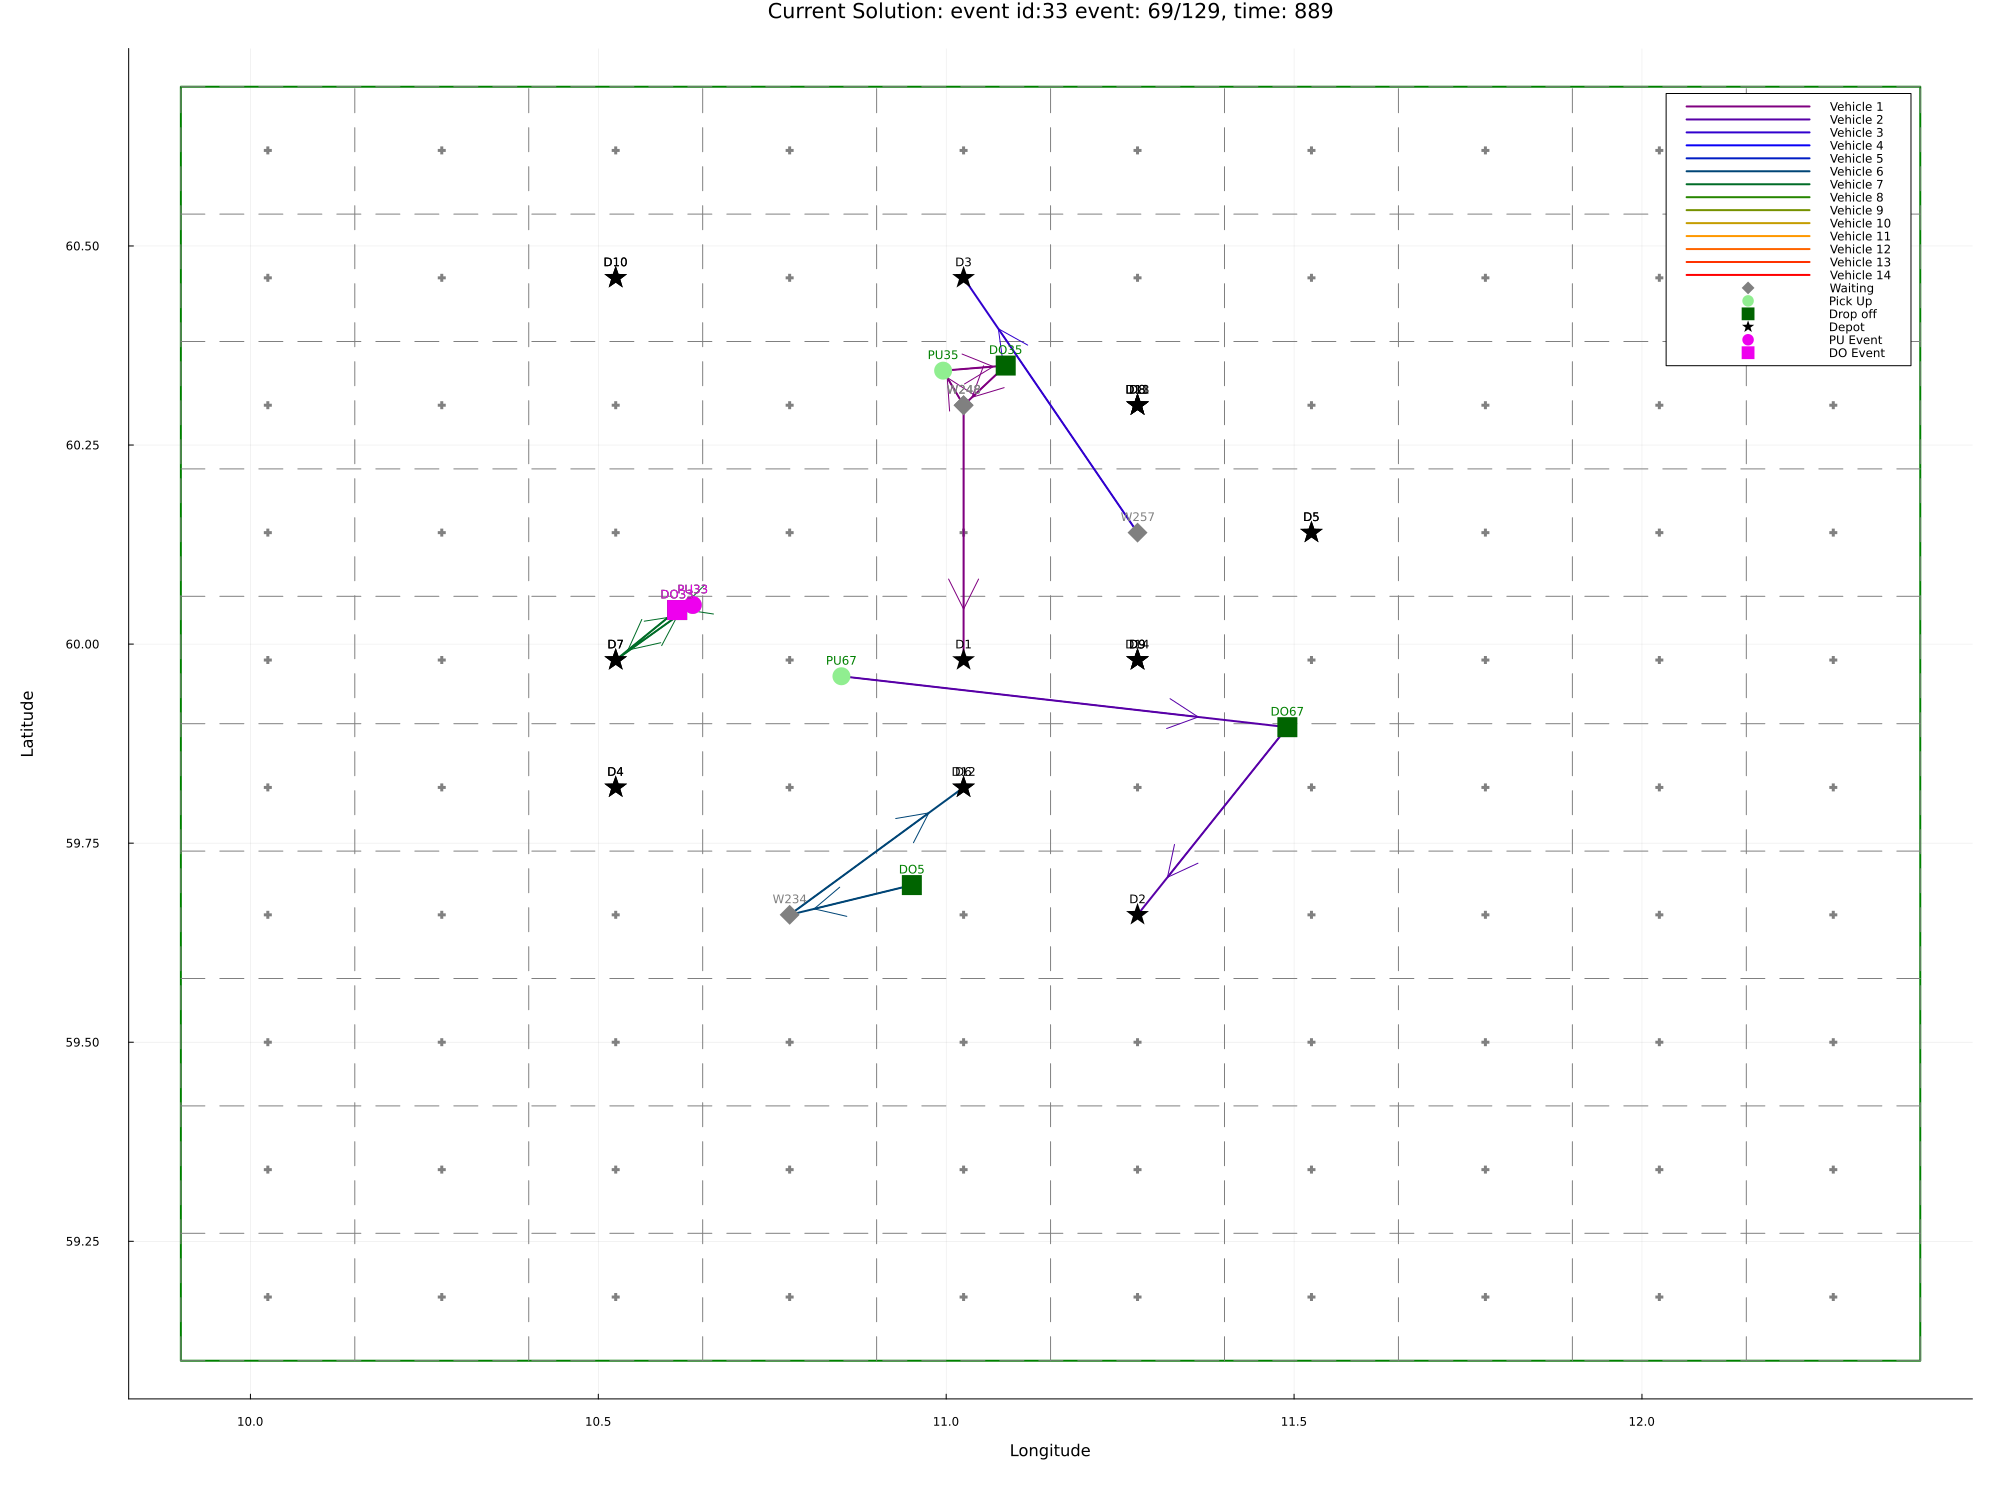 Current Solution: event id:33 event: 69/129, time: 889
Vehicle 1
Vehicle 2
Vehicle 3
Vehicle 4
Vehicle 5
Vehicle 6
Vehicle 7
Vehicle 8
Vehicle 9
Vehicle 10
Vehicle 11
Vehicle 12
Vehicle 13
Vehicle 14
Waiting
Pick Up
Drop off
Depot
PU Event
DO Event
60.50
D10
D3
PU35
DO35
60.25
W257
D5
PU33
60.00
D7
D1
PU67
DO67
D4
59.75
DO5
W234
D2
59.50
59.25
10.0
10.5
11.0
11.5
12.0
Longitude
Latitude